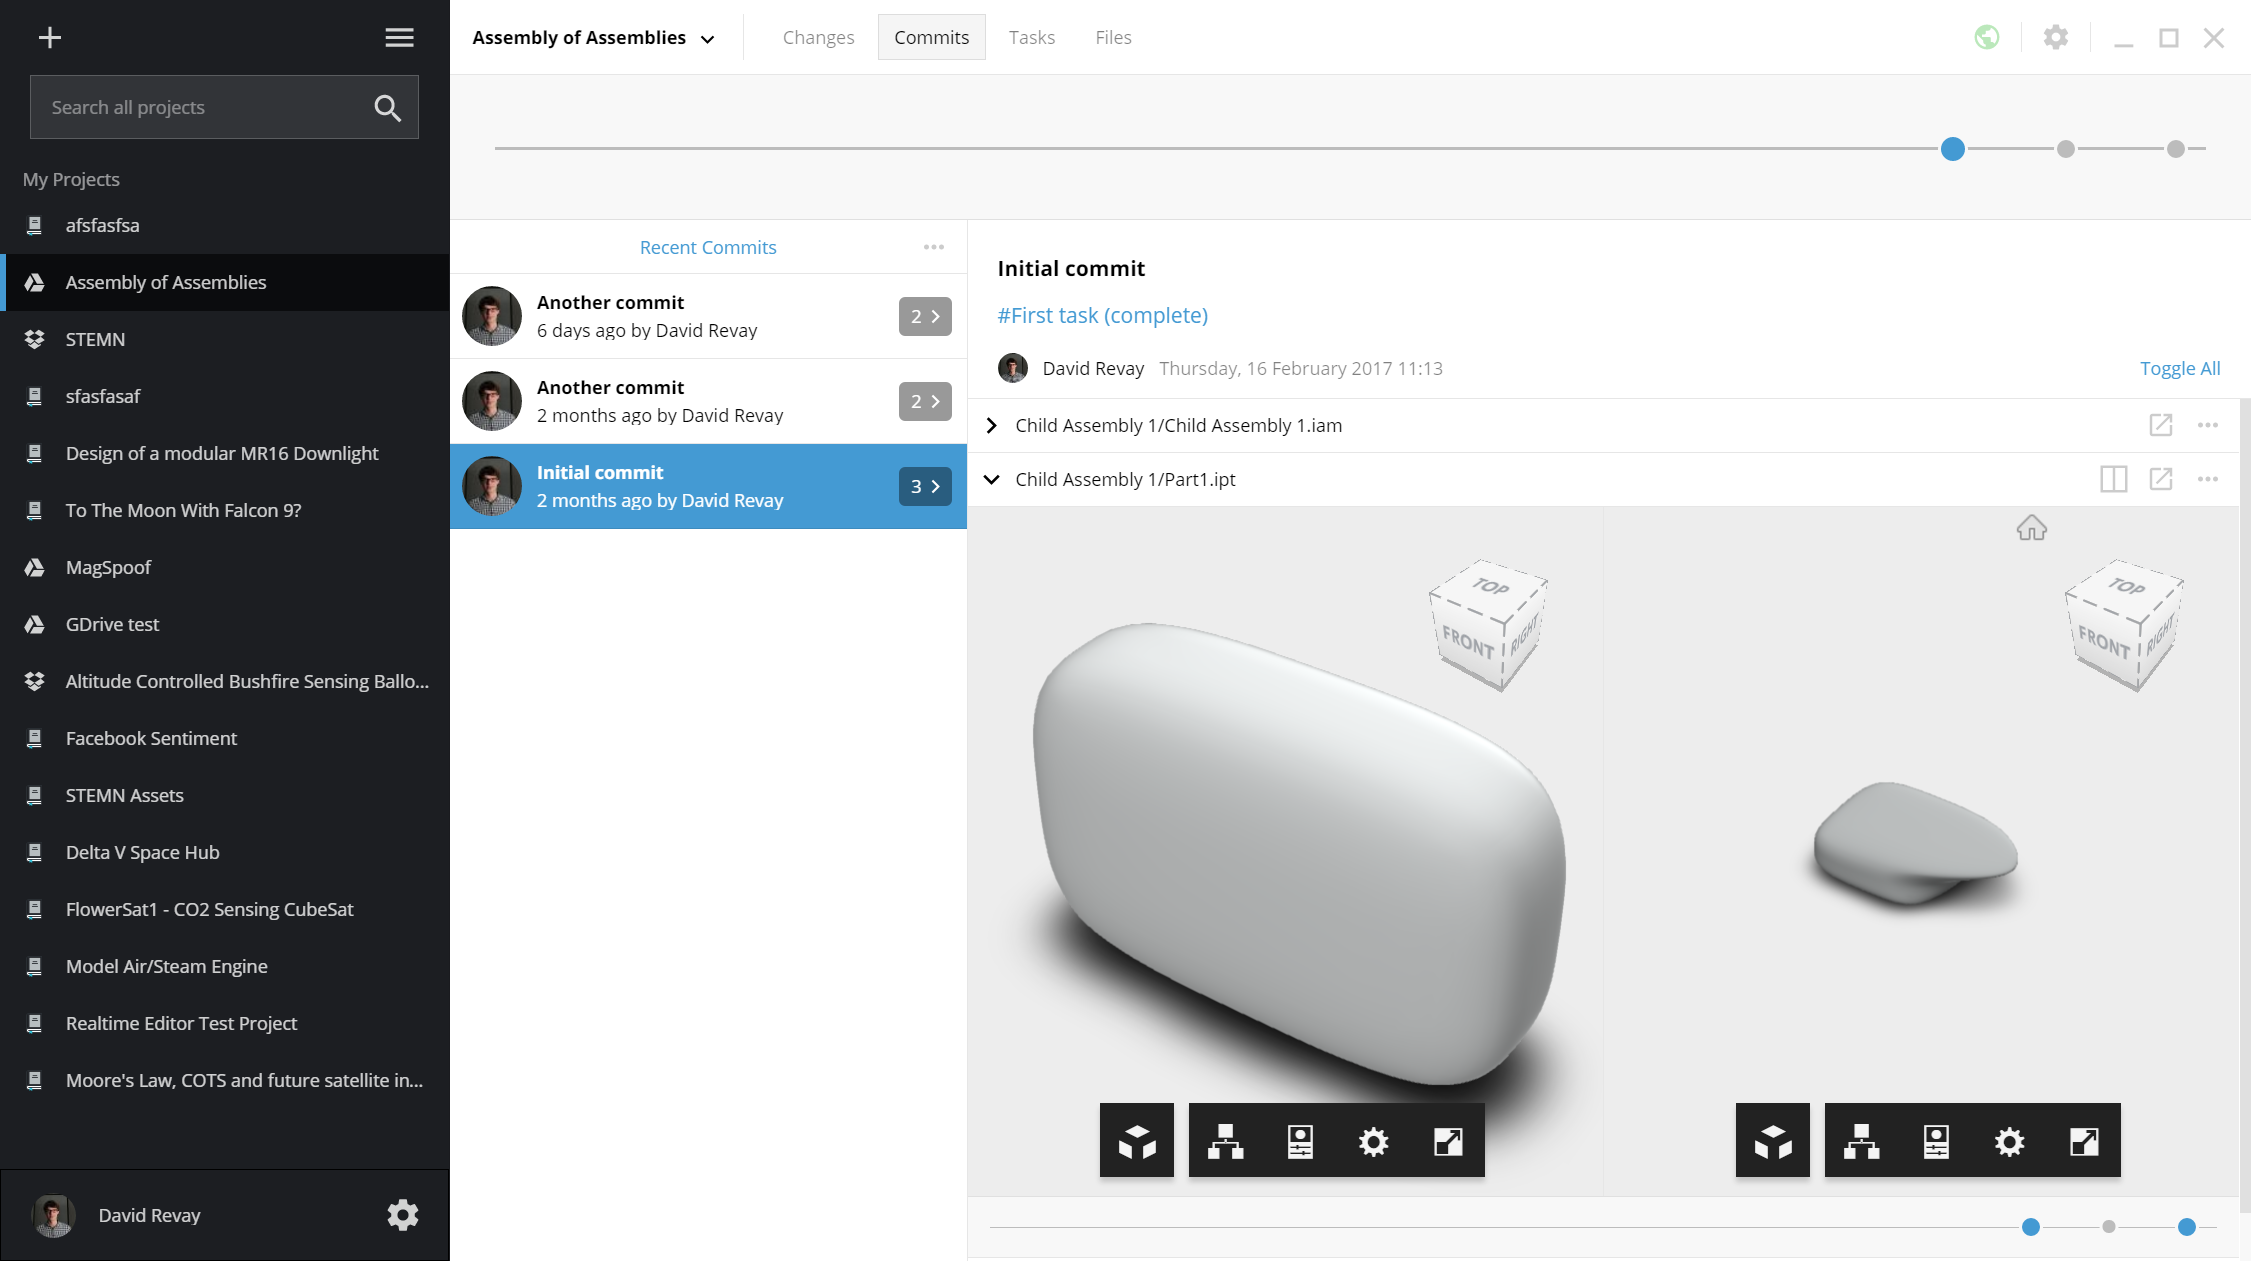 Search all projects
My Projects
afsfasfsa
Assembly of Assemblies
STEMN
sfasfasaf
Design of a modular MR16 Downlight
To The Moon With Falcon 9?
MagSpoof
GDrive test
Altitude Controlled Bushfire Sensing Ballo...
Facebook Sentiment
STEMN Assets
Delta V Space Hub
FlowerSat1 - CO2 Sensing CubeSat
Model Air/Steam Engine
Realtime Editor Test Project
Moore's Law, COTS and future satellite in...
David Revay
Assembly of Assemblies
Changes
Commits
Tasks
Files
Recent Commits
Another commit
6 days ago by David Revay
2
Another commit
2 months ago by David Revay
2
Initial commit
2 months ago by David Revay
3
Initial commit
#First task (complete)
David Revay Thursday, 16 February 2017 11:13
Toggle All
Child Assembly 1/Child Assembly 1.iam
Child Assembly 1/Part1.ipt
TOP
FRONT
RIGHT
TOP
FRONT
RIGHT